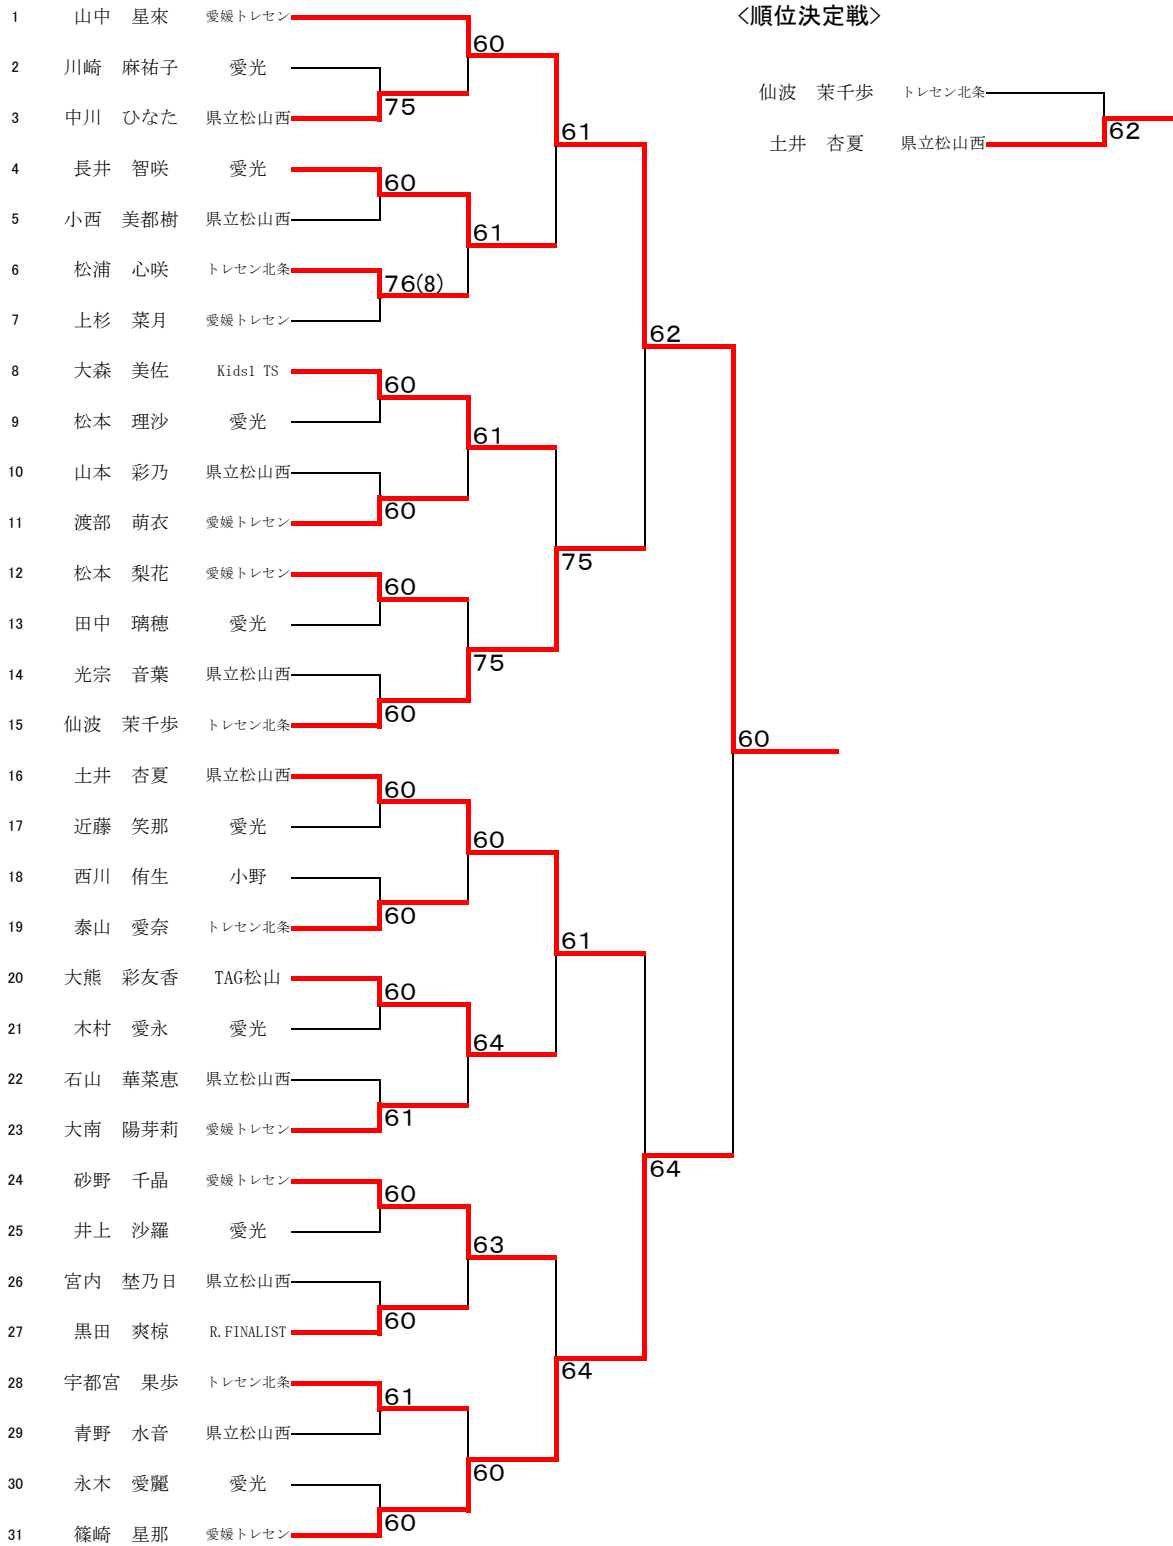 <順位決定戦>
1 山中 星來 愛媛トレセン
60
2 川崎 麻祐子 愛光
75
3 中川 ひなた 県立松山西
61
4 長井 智咲 愛光
60
5 小西 美都樹 県立松山西
61
6 松浦 心咲 トレセン北条
76(8)
7 上杉 菜月 愛媛トレセン
62
8 大森 美佐 Kids1 TS
60
9 松本 理沙 愛光
61
10 山本 彩乃 県立松山西
60
11 渡部 萌衣 愛媛トレセン
75
12 松本 梨花 愛媛トレセン
60
13 田中 璃穂 愛光
75
14 光宗 音葉 県立松山西
60
15 仙波 茉千歩 トレセン北条
60
16 土井 杏夏 県立松山西
60
17 近藤 笑那 愛光
60
18 西川 侑生 小野
60
19 泰山 愛奈 トレセン北条
61
20 大熊 彩友香 TAG松山
60
21 木村 愛永 愛光
64
22 石山 華菜恵 県立松山西
61
23 大南 陽芽莉 愛媛トレセン
64
24 砂野 千晶 愛媛トレセン
60
25 井上 沙羅 愛光
63
26 宮内 埜乃日 県立松山西
60
27 黒田 爽椋 R.FINALIST
64
28 宇都宮 果歩 トレセン北条
61
29 青野 水音 県立松山西
60
30 永木 愛麗 愛光
60
31 篠崎 星那 愛媛トレセン
仙波 茉千歩 トレセン北条
62
土井 杏夏 県立松山西